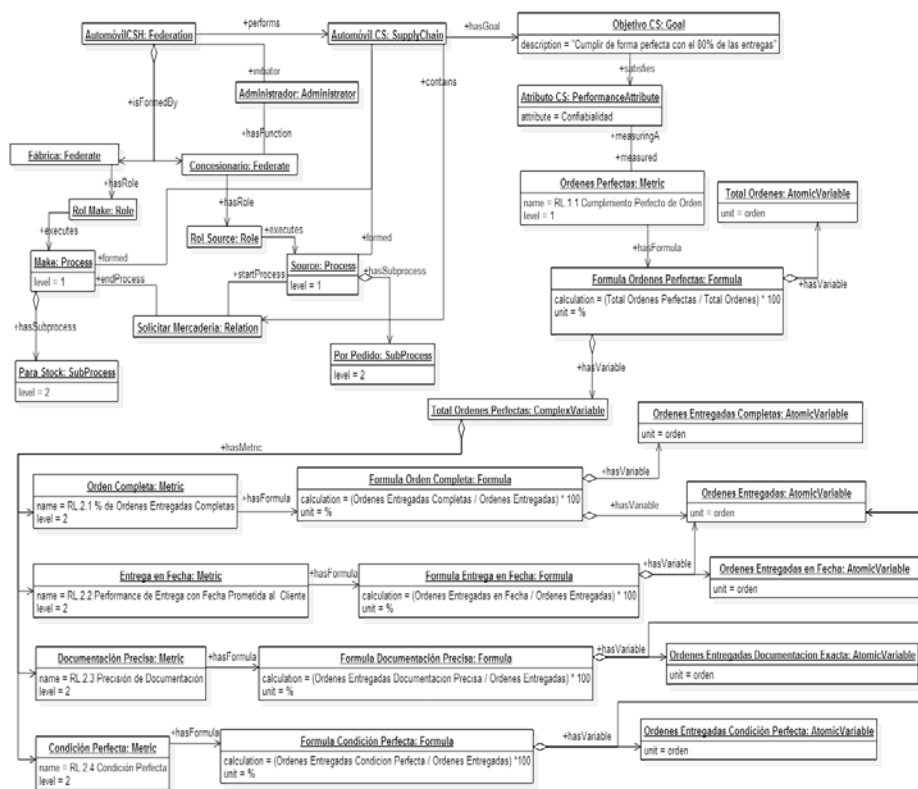 +performs
AutomóvilCSH: Federation
Automóvil CS: SupplyChain
+hasGoal
Objetivo CS: Goal
description = "Cumplir de forma perfecta con el 80% de las entregas"
+initiator
+contains
+satisfies
+isFormedBy
Administrador: Administrator
Atributo CS: PerformanceAttribute
attribute = Confiabialidad
+hasFunction
+measuringA
+measured
Fábrica: Federate
Concesionario: Federate
Ordenes Perfectas: Metric
name = RL 1.1 Cumplimiento Perfecto de Orden
level = 1
Total Ordenes: AtomicVariable
unit = orden
+hasRole
+hasRole
Rol Make: Role
+executes
Rol Source: Role
+executes
+formed
+hasFormula
Make: Process
level = 1
+formed
+endProcess
+startProcess
Source: Process
level = 1
+hasSubprocess
Formula Ordenes Perfectas: Formula
calculation = (Total Ordenes Perfectas / Total Ordenes) * 100
unit = %
+hasVariable
+hasSubprocess
Solicitar Mercaderia: Relation
Por Pedido: SubProcess
level = 2
Para Stock: SubProcess
level = 2
+hasVariable
Total Ordenes Perfectas: ComplexVariable
Ordenes Entregadas Completas: AtomicVariable
unit = orden
+hasMetric
Orden Completa: Metric
name = RL.2.1 % de Ordenes Entregadas Completas
level = 2
+hasFormula
Formula Orden Completa: Formula
calculation = (Ordenes Entregadas Completas / Ordenes Entregadas) * 100
unit = %
+hasVariable
+hasVariable
Ordenes Entregadas: AtomicVariable
unit = orden
Entrega en Fecha: Metric
name = RL.2.2 Performance de Entrega con Fecha Prometida al Cliente
level = 2
+hasFormula
Formula Entrega en Fecha: Formula
calculation = (Ordenes Entregadas en Fecha / Ordenes Entregadas) * 100
unit = %
+hasVariable
Ordenes Entregadas en Fecha: AtomicVariable
unit = orden
Documentación Precisa: Metric
name = RL.2.3 Precisión de Documentación
level = 2
+hasFormula
Formula Documentación Precisa: Formula
calculation = (Ordenes Entregadas Documentacion Precisa / Ordenes Entregadas) * 100
unit = %
+hasVariable
Ordenes Entregadas Documentacion Exacta: AtomicVariable
unit = orden
Condición Perfecta: Metric
name = RL 2.4 Condición Perfecta
level = 2
+hasFormula
Formula Condición Perfecta: Formula
calculation = (Ordenes Entregadas Condicion Perfecta / Ordenes Entregadas) *100
unit = %
+hasVariable
Ordenes Entregadas Condición Perfecta: AtomicVariable
unit = orden